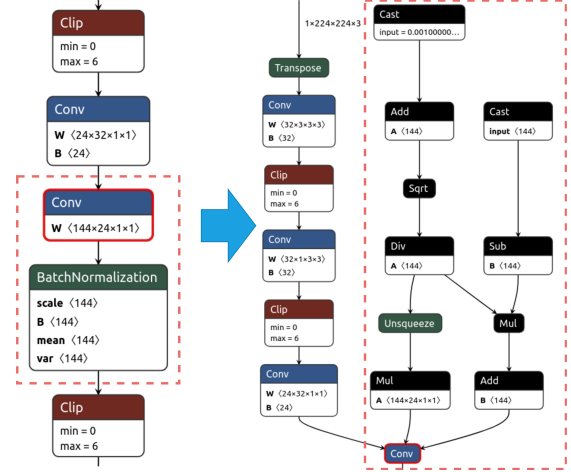 Clip
min = 0
max = 6
Conv
W ⟨24×32×1×1⟩
B ⟨24⟩
Conv
W ⟨144×24×1×1⟩
BatchNormalization
scale ⟨144⟩
B ⟨144⟩
mean ⟨144⟩
var ⟨144⟩
Clip
min = 0
max = 6
1×224×224×3
Transpose
Conv
W ⟨32×3×3×3⟩
B ⟨32⟩
Clip
min = 0
max = 6
Conv
W ⟨32×1×3×3⟩
B ⟨32⟩
Clip
min = 0
max = 6
Conv
W ⟨24×32×1×1⟩
B ⟨24⟩
Cast
input = 0.00100000...
Add
A ⟨144⟩
Cast
input ⟨144⟩
Sqrt
Div
A ⟨144⟩
Sub
B ⟨144⟩
Unsqueeze
Mul
Mul
A ⟨144×24×1×1⟩
Add
B ⟨144⟩
Conv